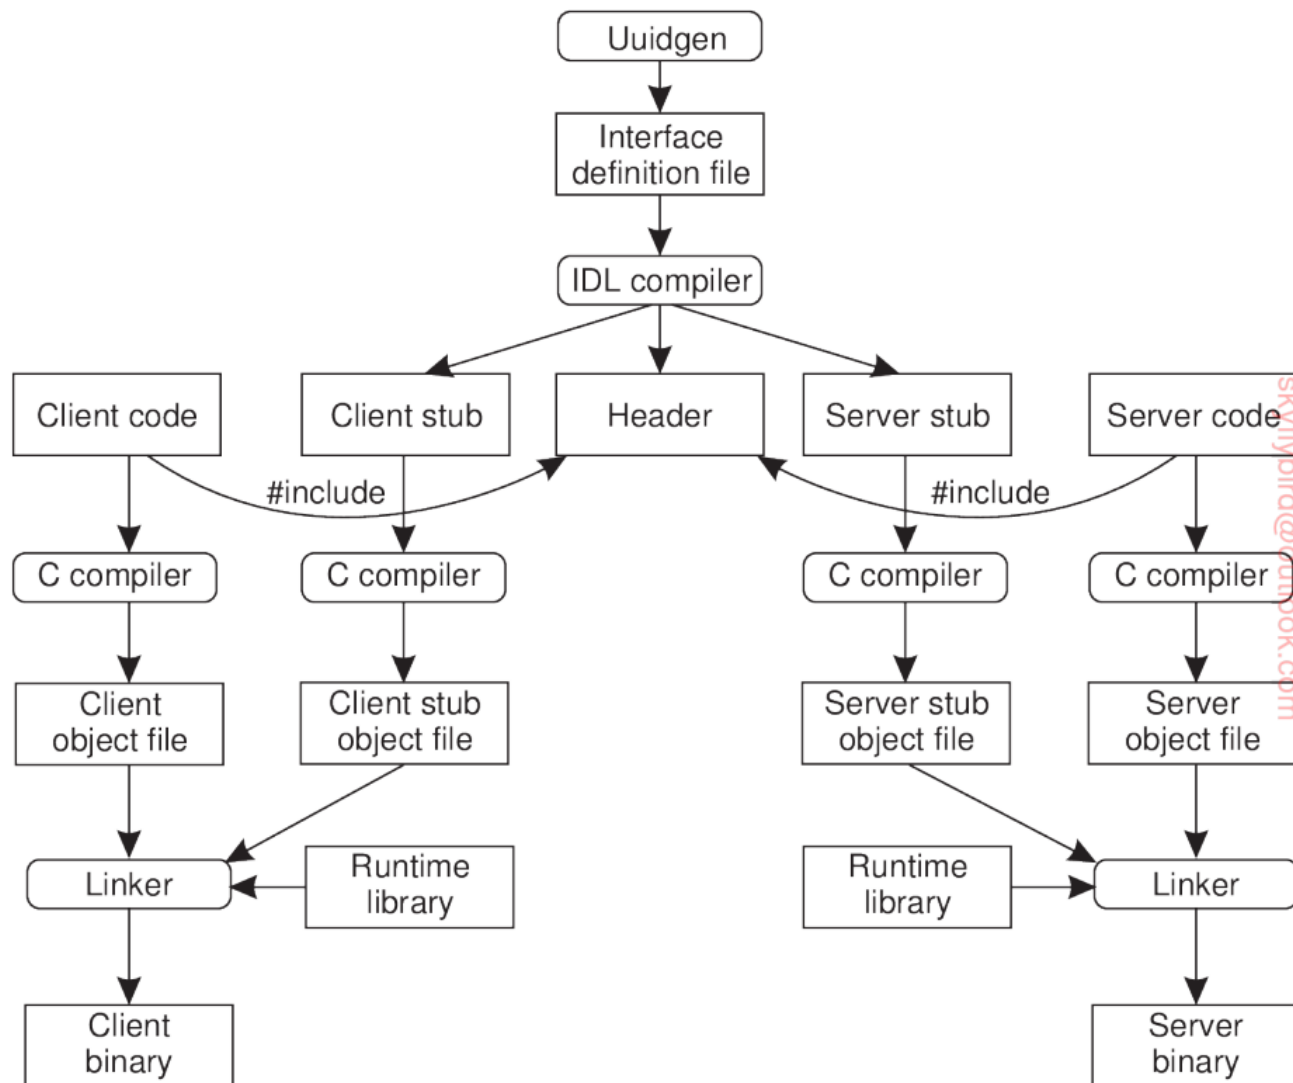 Uuidgen
Interface
definition file
IDL compiler
Client code
Client stub
Header
Server stub
Server code
#include
#include
C compiler
C compiler
C compiler
C compiler
Client
object file
Client stub
object file
Server stub
object file
Server
object file
Linker
Runtime
library
Runtime
library
Linker
Client
binary
Server
binary